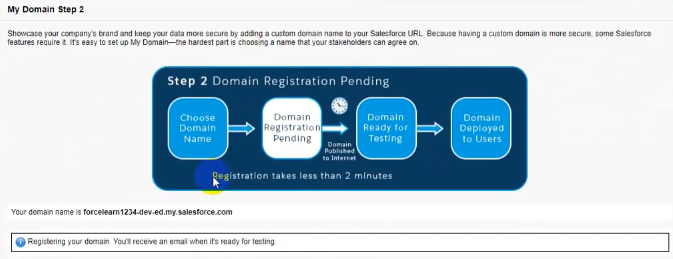 My Domain Step 2
Showcase your company's brand and keep your data more secure by adding a custom domain name to your Salesforce URL. Because having a custom domain is more secure, some Salesforce
features require it. It's easy to set up My Domain—the hardest part is choosing a name that your stakeholders can agree on.
Step 2 Domain Registration Pending
Choose
Domain
Name
Domain
Registration
Pending
Domain
Published
to Internet
Domain
Ready for
Testing
Domain
Deployed
to Users
Registration takes less than 2 minutes
Your domain name is forcelearn1234-dev-ed.my.salesforce.com
Registering your domain. You'll receive an email when it's ready for testing.